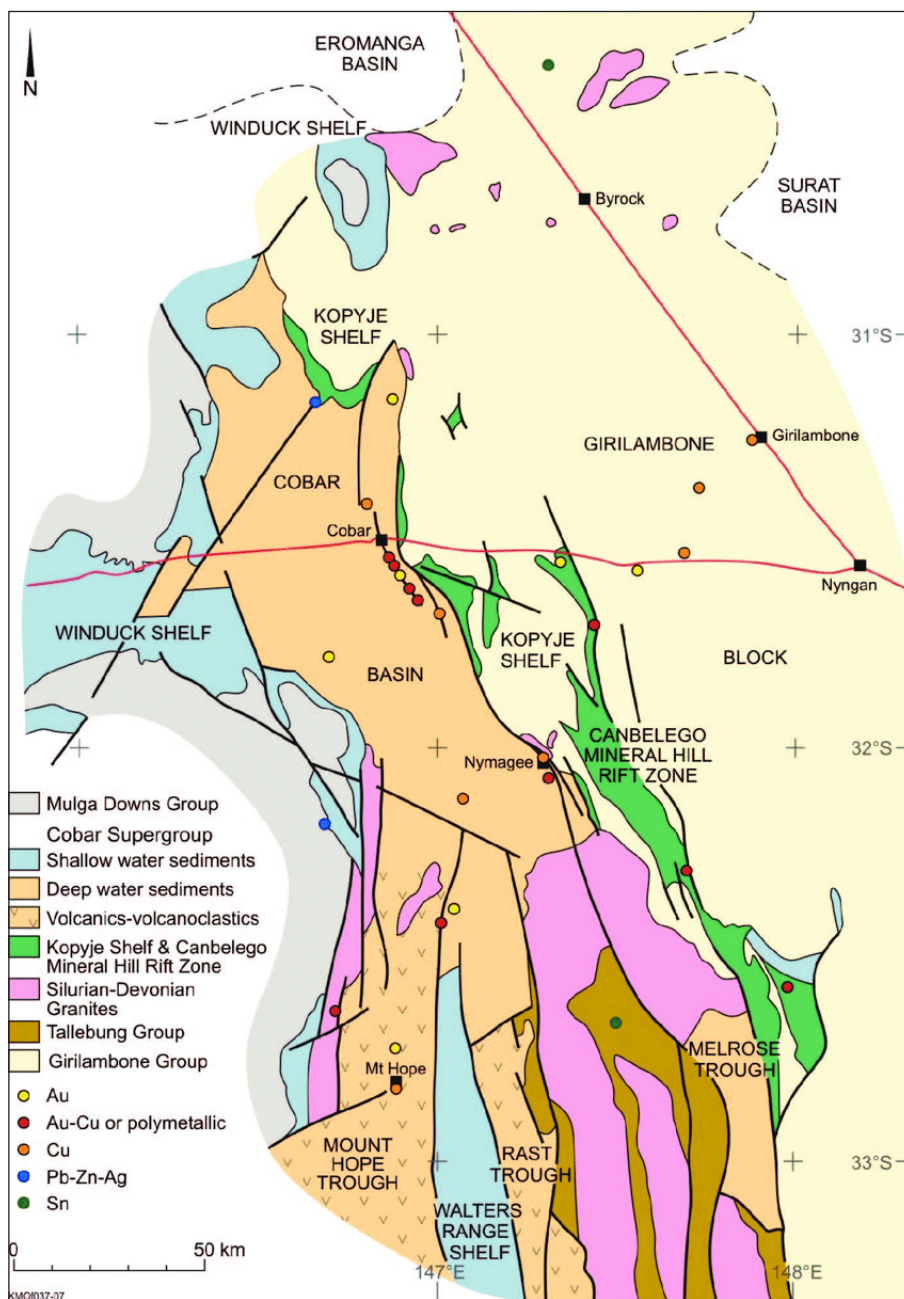 EROMANGA
BASIN
N
WINDUCK SHELF
SURAT
BASIN
Byrock
KOPYJE
SHELF
31°S
GIRILAMBONE
Girilambone
COBAR
Cobar
Nyngan
WINDUCK SHELF
KOPYJE
SHELF
BASIN
BLOCK
CANBELEGO
MINERAL HILL
RIFT ZONE
32°S
Nymagee
Mulga Downs Group
Cobar Supergroup
Shallow water sediments
Deep water sediments
Volcanics-volcanoclastics
Kopyje Shelf & Canbelego
Mineral Hill Rift Zone
Silurian-Devonian
Granites
Tallebung Group
Girilambone Group
Au
Au-Cu or polymetallic
Cu
Pb-Zn-Ag
Sn
MELROSE
TROUGH
Mt Hope
MOUNT
HOPE
TROUGH
RAST
TROUGH
33°S
WALTERS
RANGE
SHELF
0 50 km
147°E 148°E
KMOf037-07